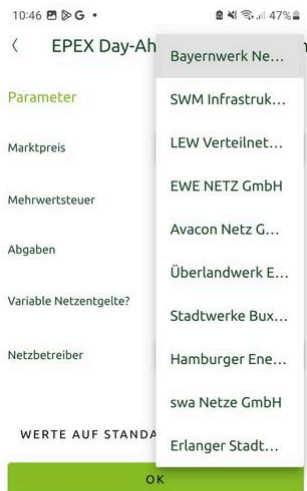 10:46 G • 47%
EPEX Day-Ah
Parameter
Marktpreis
Mehrwertsteuer
Abgaben
Variable Netzentgelte?
Netzbetreiber
WERTE AUF STANDA
OK
Bayernwerk Ne...
SWM Infrastruk...
LEW Verteilnet...
EWE NETZ GmbH
Avacon Netz G...
Überlandwerk E...
Stadtwerke Bux...
Hamburger Ene...
swa Netze GmbH
Erlanger Stadt...